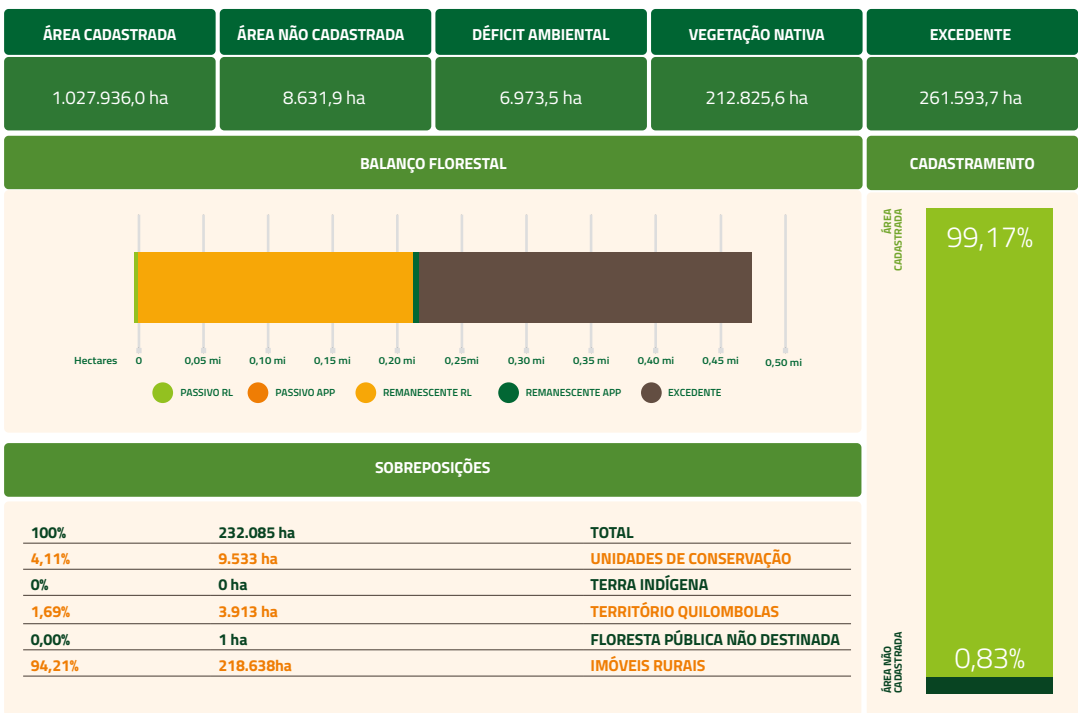 ÁREA CADASTRADA
ÁREA NÃO CADASTRADA
DÉFICIT AMBIENTAL
VEGETAÇÃO NATIVA
EXCEDENTE
1.027.936,0 ha
8.631,9 ha
6.973,5 ha
212.825,6 ha
261.593,7 ha
BALANÇO FLORESTAL
Hectares 0 0,05 mi 0,10 mi 0,15 mi 0,20 mi 0,25mi 0,30 mi 0,35 mi 0,40 mi 0,45 mi 0,50 mi
PASSIVO RL PASSIVO APP REMANESCENTE RL REMANESCENTE APP EXCEDENTE
CADASTRAMENTO
ÁREA
CADASTRADA
99,17%
ÁREA NÃO
CADASTRADA
0,83%
SOBREPOSIÇÕES
100% 232.085 ha TOTAL
4,11% 9.533 ha UNIDADES DE CONSERVAÇÃO
0% 0 ha TERRA INDÍGENA
1,69% 3.913 ha TERRITÓRIO QUILOMBOLAS
0,00% 1 ha FLORESTA PÚBLICA NÃO DESTINADA
94,21% 218.638ha IMÓVEIS RURAIS